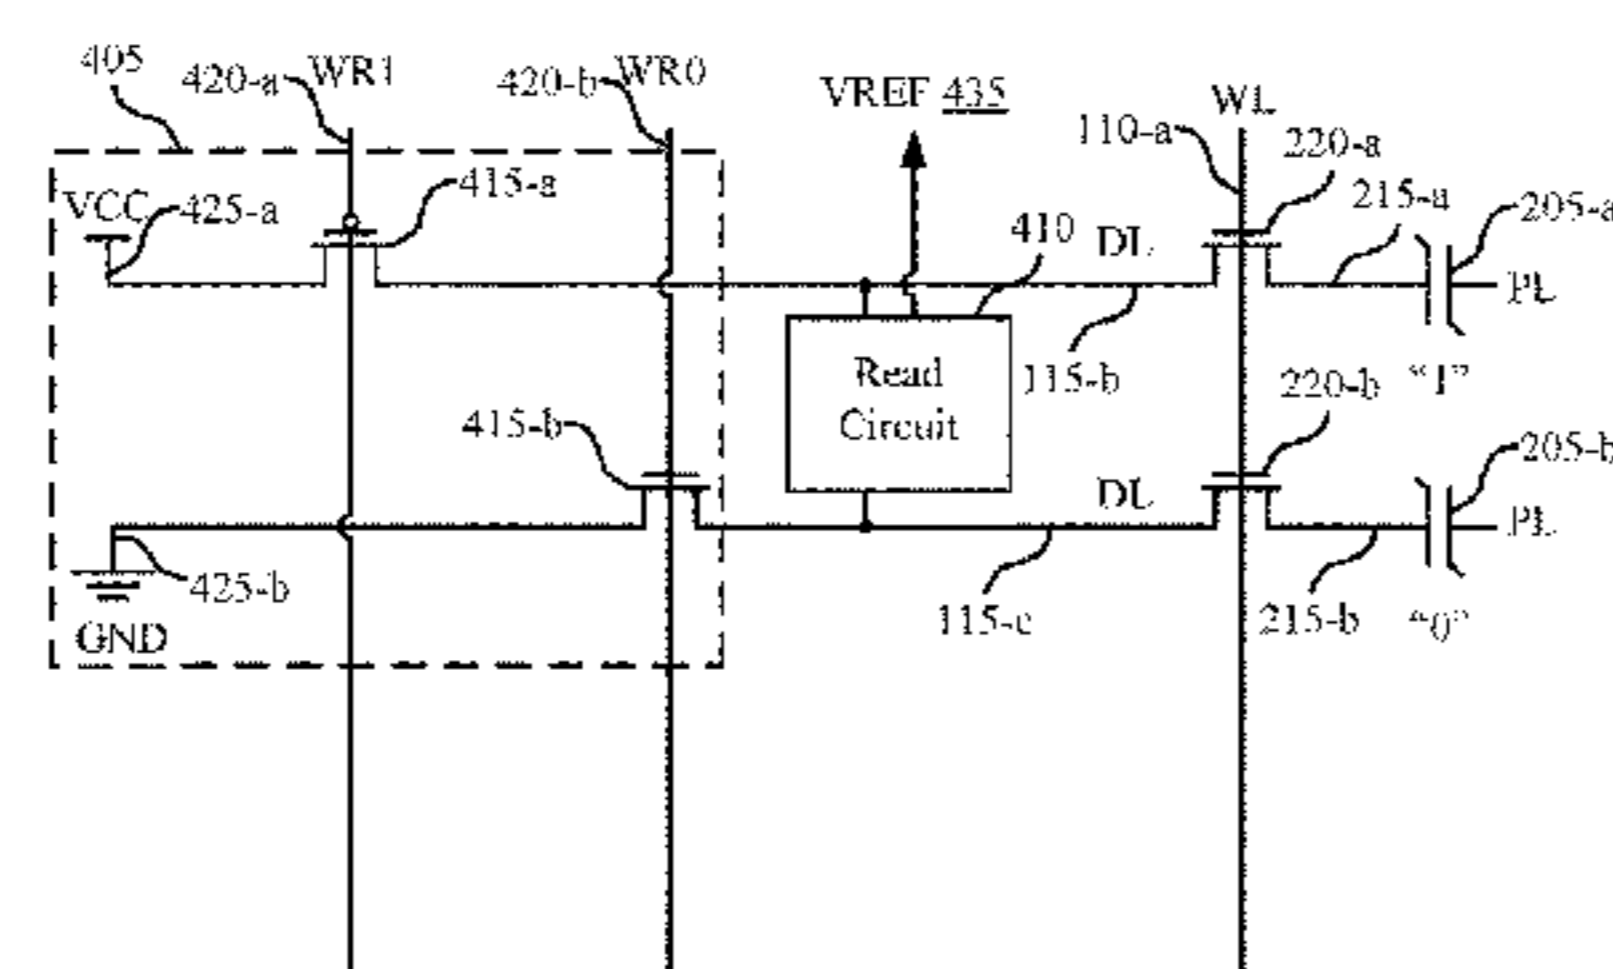 405
420-a
WR1
420-b
WR0
VREF 435
WL
110-a
220-a
415-a
VCC
425-a
215-a
205-a
410
DL
PL
Read
Circuit
115-b
220-b
"1"
415-b
205-b
DL
PL
425-b
115-c
215-b
"0"
GND